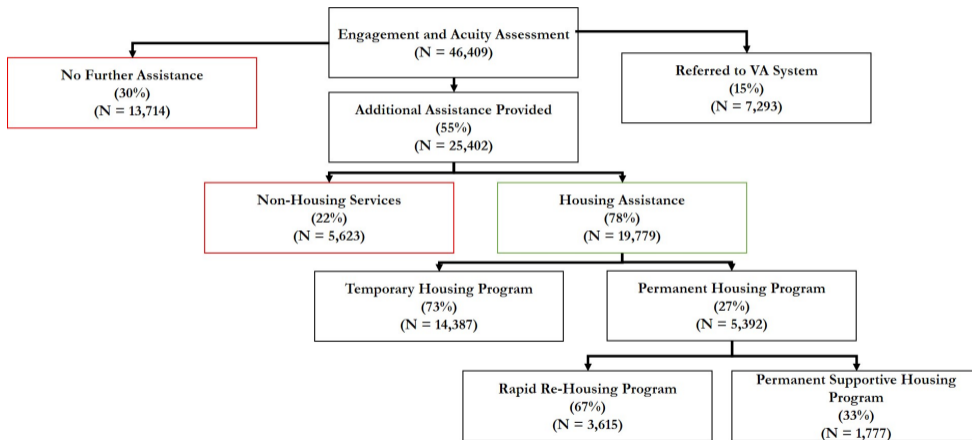 Engagement and Acuity Assessment
(N = 46,409)
No Further Assistance
(30%)
(N = 13,714)
Referred to VA System
(15%)
(N = 7,293)
Additional Assistance Provided
(55%)
(N = 25,402)
Non-Housing Services
(22%)
(N = 5,623)
Housing Assistance
(78%)
(N = 19,779)
Temporary Housing Program
(73%)
(N = 14,387)
Permanent Housing Program
(27%)
(N = 5,392)
Rapid Re-Housing Program
(67%)
(N = 3,615)
Permanent Supportive Housing
Program
(33%)
(N = 1,777)